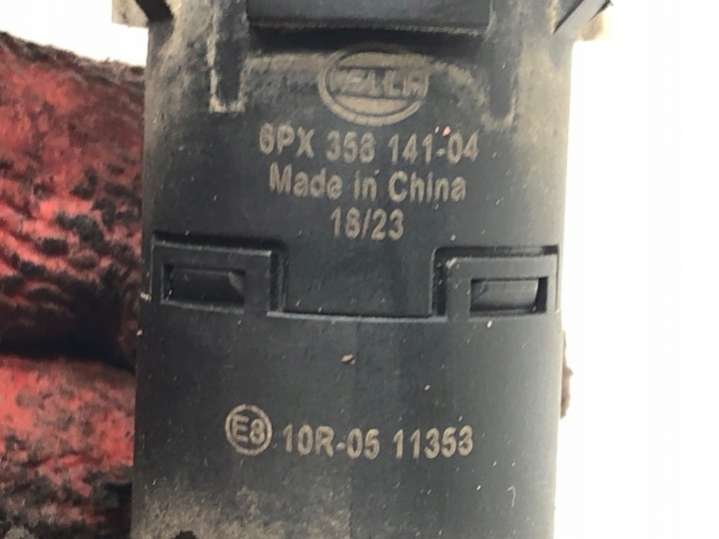 HELLA
6PX 358 141-04
Made in China
18/23
E8 10R-05 11353